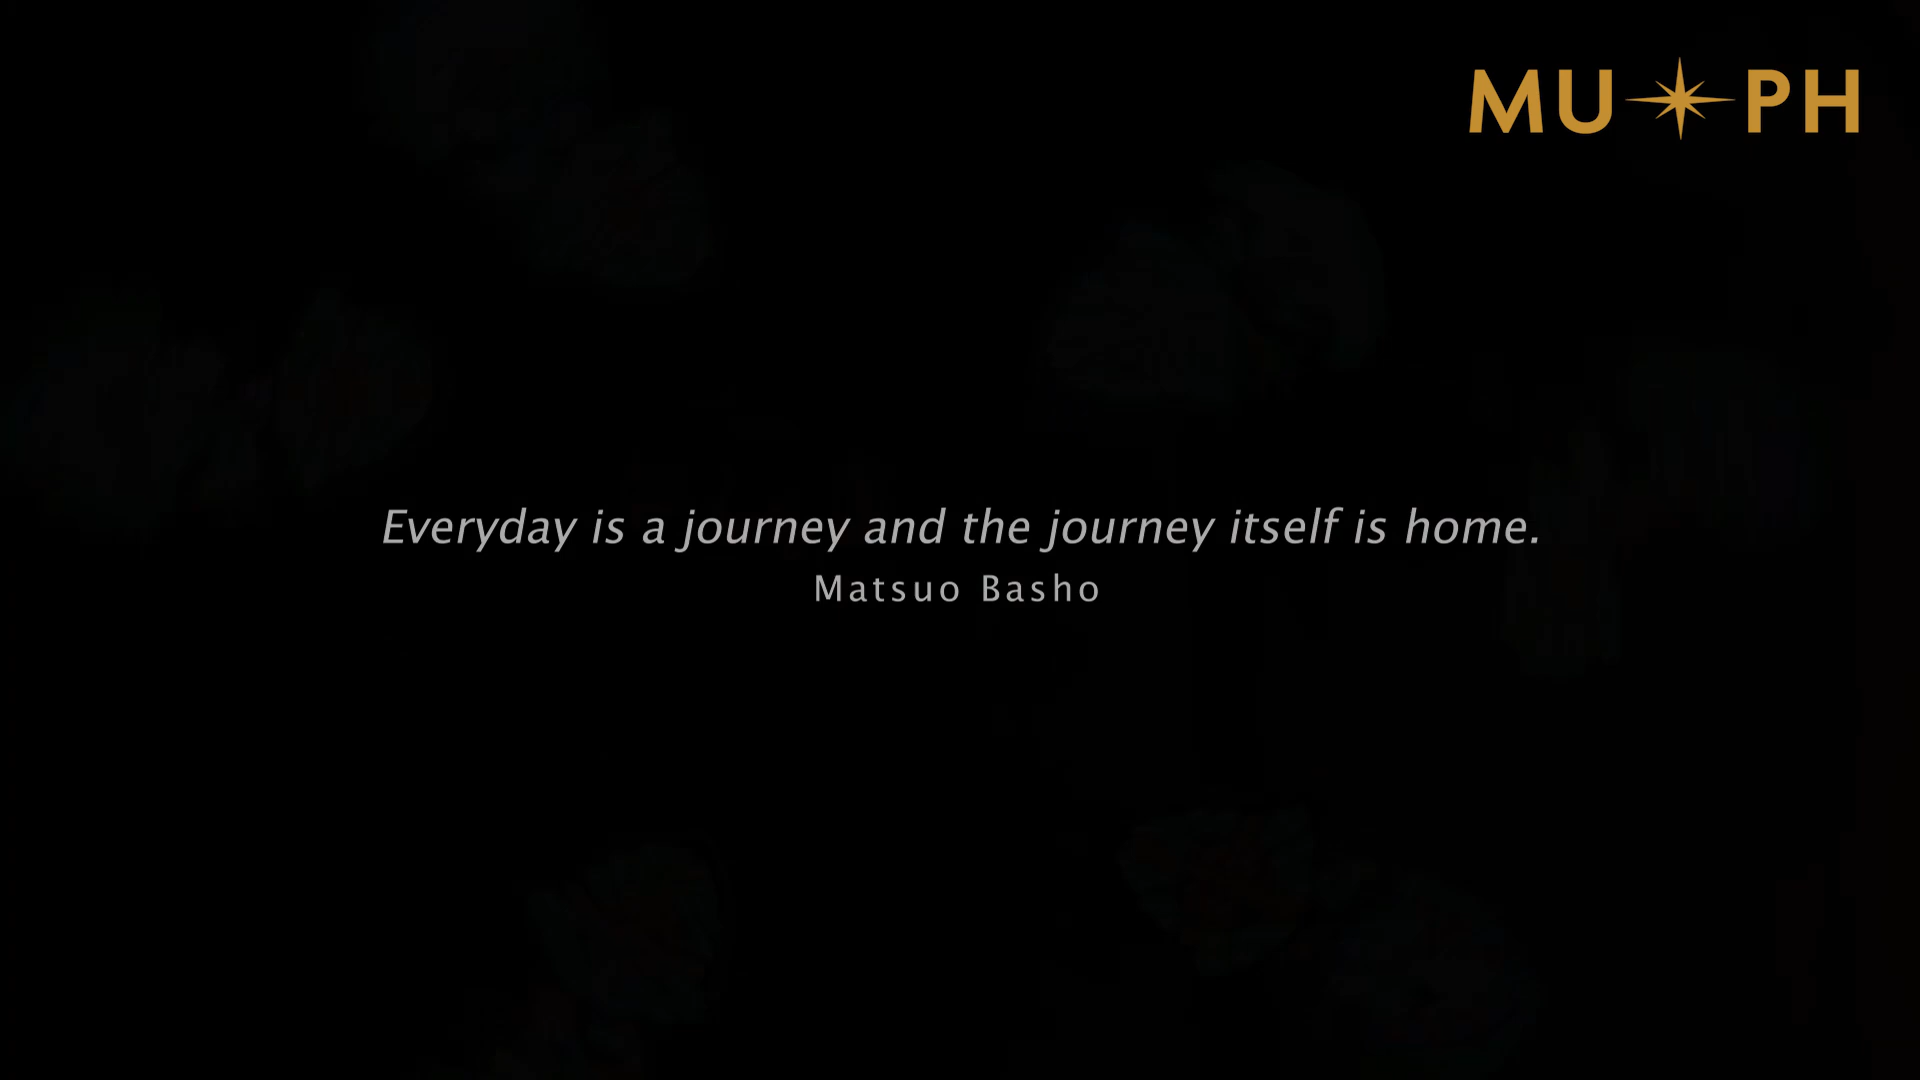 MU PH
Everyday is a journey and the journey itself is home.
Matsuo Basho